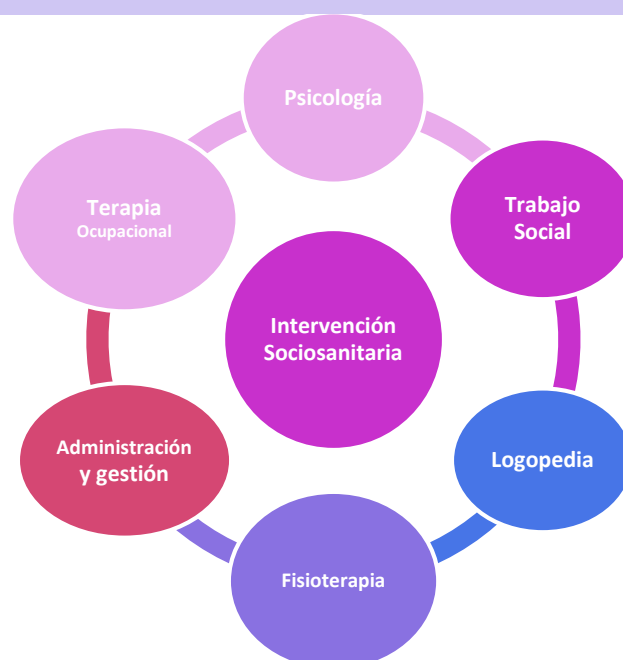 Psicología
Terapia
Ocupacional
Trabajo
Social
Intervención
Sociosanitaria
Administración
y gestión
Logopedia
Fisioterapia